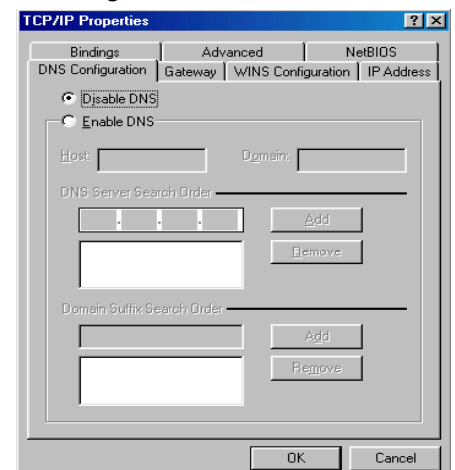 TCP/IP Properties
Bindings Advanced NetBIOS
DNS Configuration Gateway WINS Configuration IP Address
Disable DNS
Enable DNS
Host: Domain:
DNS Server Search Order
Add
Remove
Domain Suffix Search Order
Add
Remove
OK Cancel